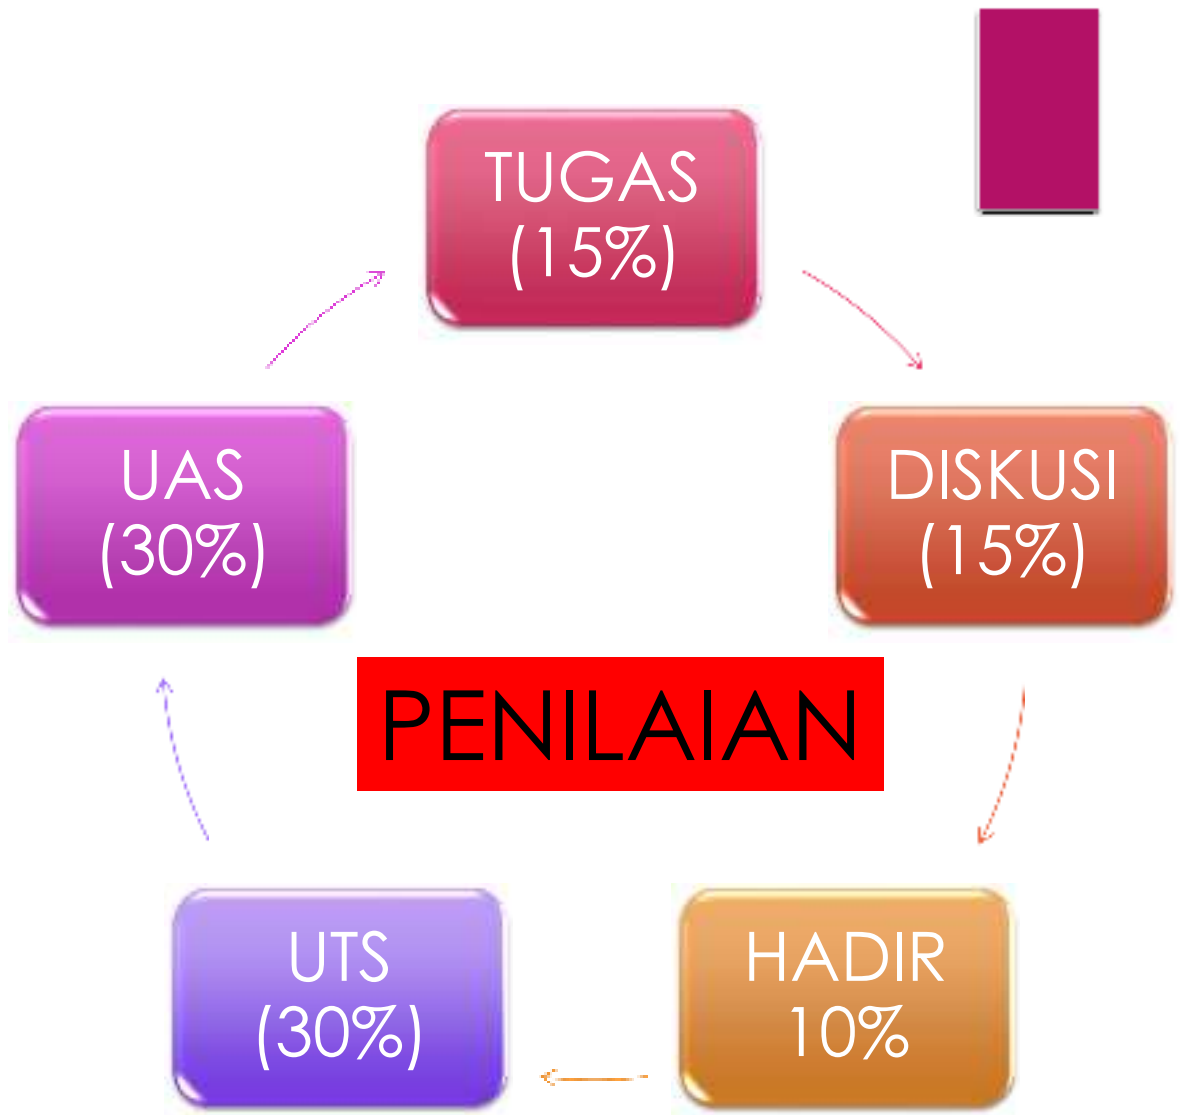 TUGAS
(15%)
DISKUSI
(15%)
HADIR
10%
UTS
(30%)
UAS
(30%)
PENILAIAN